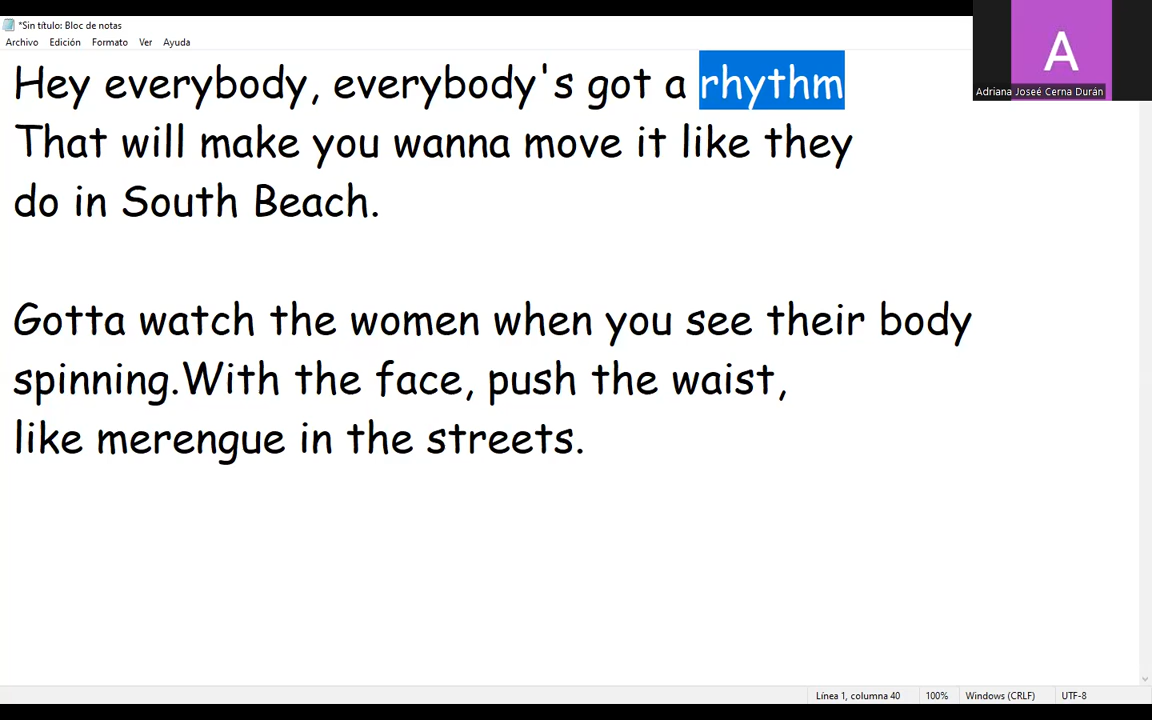 *Sin título: Bloc de notas
Archivo Edición Formato Ver Ayuda
A
Adriana Joseé Cerna Durán
Hey everybody, everybody's got a rhythm
That will make you wanna move it like they
do in South Beach.
Gotta watch the women when you see their body
spinning.With the face, push the waist,
like merengue in the streets.
Línea 1, columna 40 100% Windows (CRLF) UTF-8